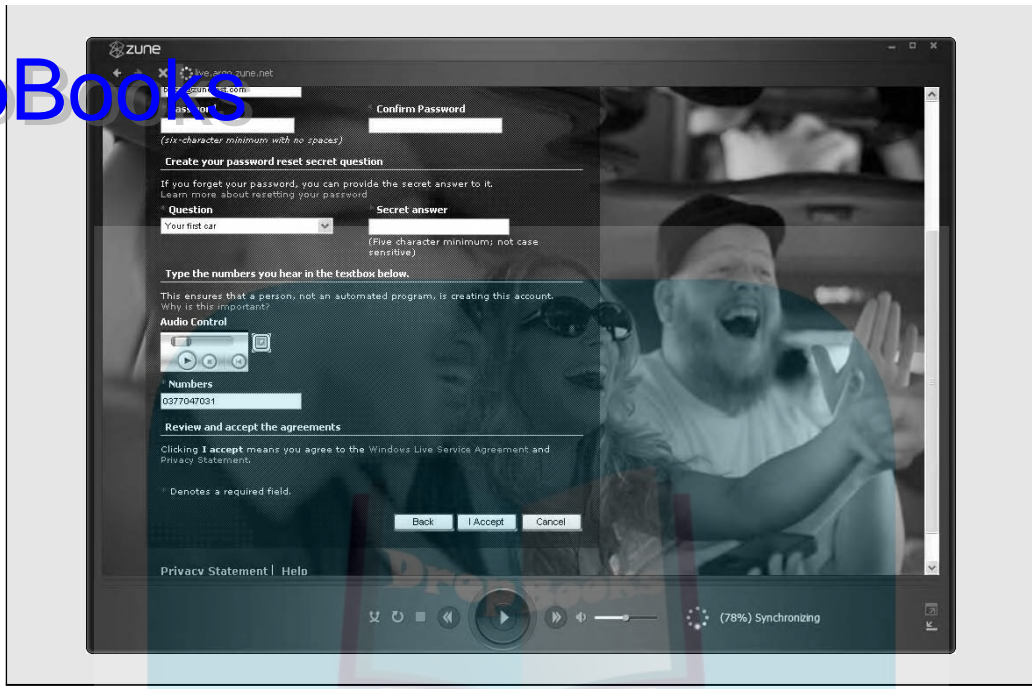 zune
live.argo.zune.net
oBooks
Password
* Confirm Password
(six-character minimum with no spaces)
Create your password reset secret question
If you forget your password, you can provide the secret answer to it.
Learn more about resetting your password
* Question
* Secret answer
Your first car
(Five character minimum; not case
sensitive)
Type the numbers you hear in the textbox below.
This ensures that a person, not an automated program, is creating this account.
Why is this important?
Audio Control
* Numbers
0377047031
Review and accept the agreements
Clicking I accept means you agree to the Windows Live Service Agreement and
Privacy Statement.
* Denotes a required field.
Back
I Accept
Cancel
Privacy Statement | Help
Drop Books
(78%) Synchronizing